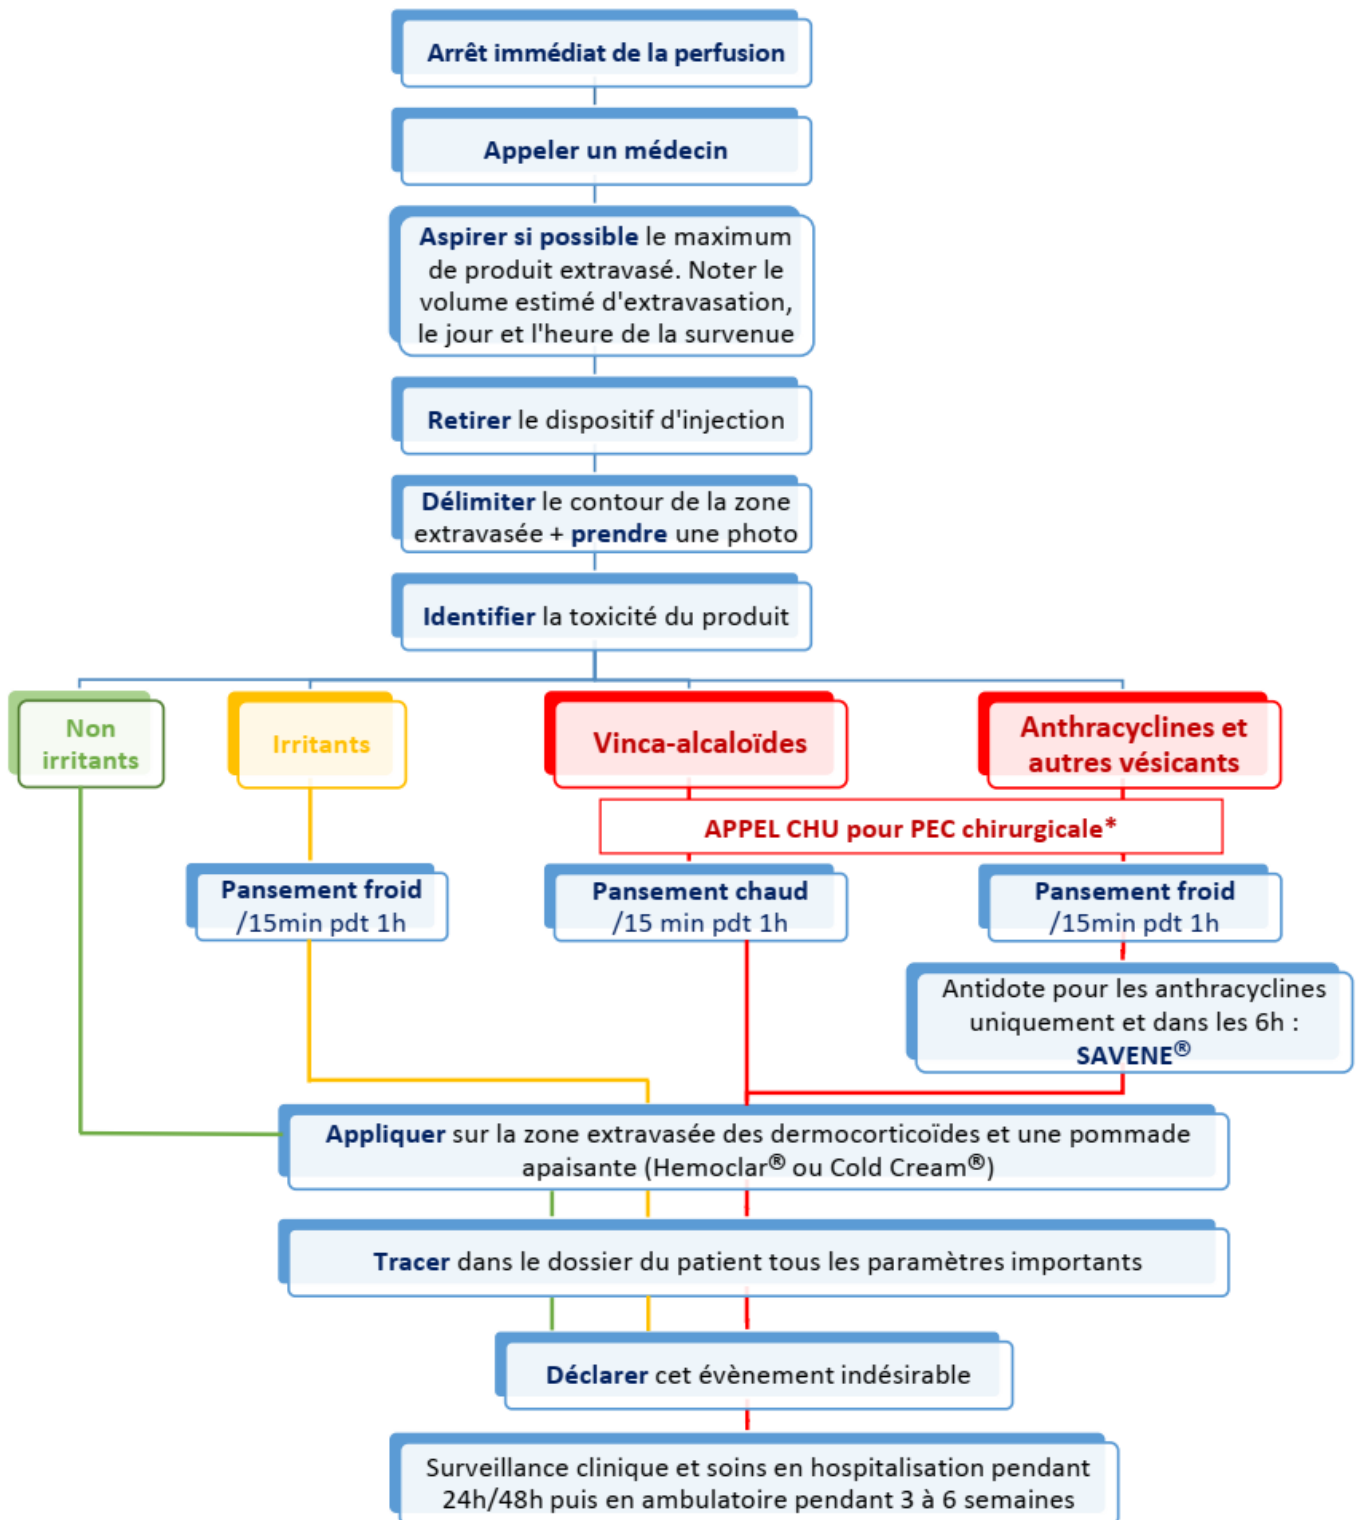 Arrêt immédiat de la perfusion
Appeler un médecin
Aspirer si possible le maximum
de produit extravasé. Noter le
volume estimé d'extravasation,
le jour et l'heure de la survenue
Retirer le dispositif d'injection
Délimiter le contour de la zone
extravasée + prendre une photo
Identifier la toxicité du produit
Non
irritants
Irritants
Vinca-alcaloïdes
Anthracyclines et
autres vésicants
APPEL CHU pour PEC chirurgicale*
Pansement froid
/15min pdt 1h
Pansement chaud
/15 min pdt 1h
Pansement froid
/15min pdt 1h
Antidote pour les anthracyclines
uniquement et dans les 6h :
SAVENE®
Appliquer sur la zone extravasée des dermocorticoïdes et une pommade
apaisante (Hemoclar® ou Cold Cream®)
Tracer dans le dossier du patient tous les paramètres importants
Déclarer cet évènement indésirable
Surveillance clinique et soins en hospitalisation pendant
24h/48h puis en ambulatoire pendant 3 à 6 semaines